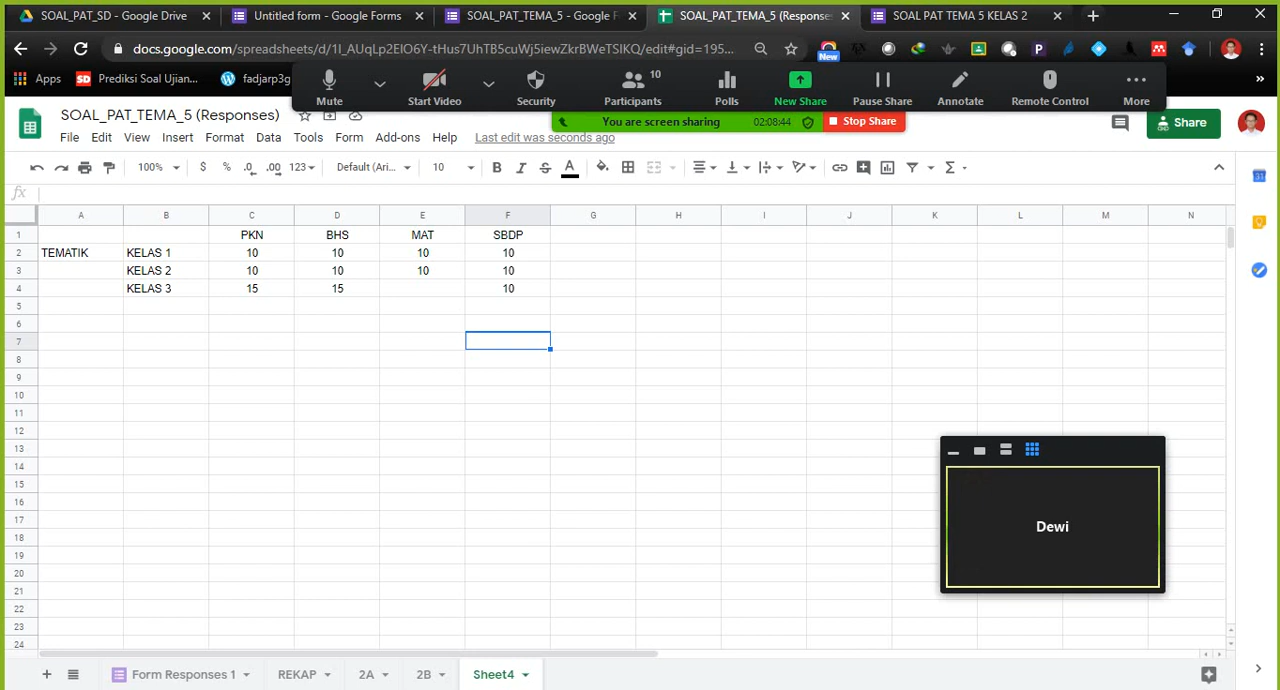 SOAL_PAT_SD - Google Drive
Untitled form - Google Forms
SOAL_PAT_TEMA_5 - Google F
SOAL_PAT_TEMA_5 (Response
SOAL PAT TEMA 5 KELAS 2
docs.google.com/spreadsheets/d/1I_AUqLp2EIO6Y-tHus7UhTB5cuWj5iewZkrBWeTSIKQ/edit#gid=195...
New
Apps
SD Prediksi Soal Ujian...
fadjarp3g
Mute
Start Video
Security
Participants 10
Polls
New Share
Pause Share
Annotate
Remote Control
More
You are screen sharing
02:08:44
Stop Share
SOAL_PAT_TEMA_5 (Responses)
File Edit View Insert Format Data Tools Form Add-ons Help Last edit was seconds ago
Share
100% $ % .0 .00 123 Default (Ari... 10 B I S A
fx
A B C D E F G H I J K L M N
1 PKN BHS MAT SBDP
2 TEMATIK KELAS 1 10 10 10 10
3 KELAS 2 10 10 10 10
4 KELAS 3 15 15 10
5
6
7
8
9
10
11
12
13
14
15
16
17
18
19
20
21
22
23
24
Dewi
Form Responses 1 REKAP 2A 2B Sheet4